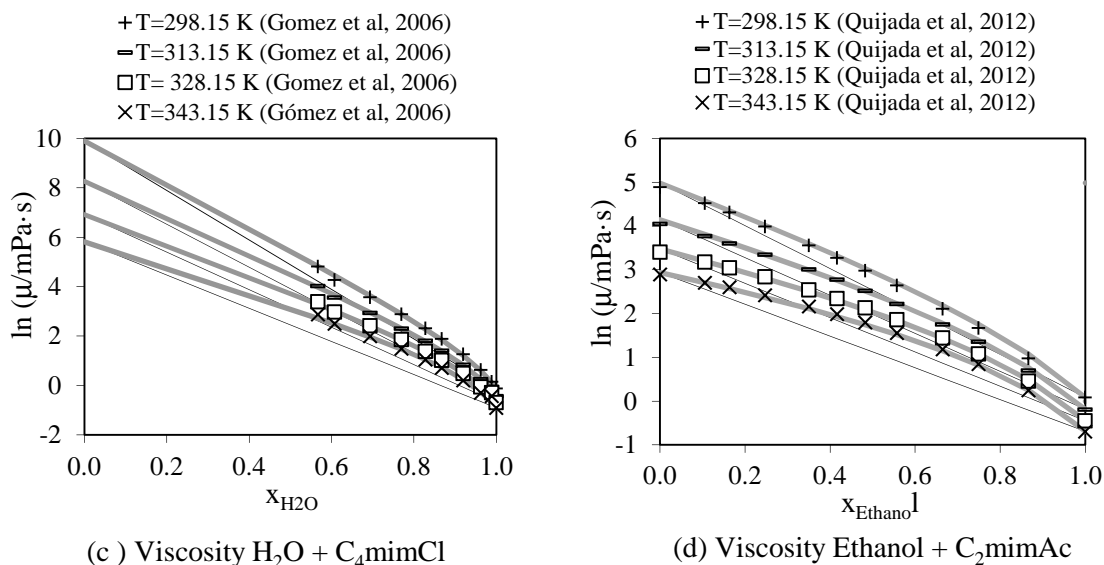 +T=298.15 K (Gomez et al, 2006)
T=313.15 K (Gomez et al, 2006)
T= 328.15 K (Gomez et al, 2006)
×T=343.15 K (Gómez et al, 2006)
ln (μ/mPa·s)
10
8
6
4
2
0
-2
0.0 0.2 0.4 0.6 0.8 1.0
xH2O
(c ) Viscosity H2O + C4mimCl
+T=298.15 K (Quijada et al, 2012)
T=313.15 K (Quijada et al, 2012)
T=328.15 K (Quijada et al, 2012)
×T=343.15 K (Quijada et al, 2012)
ln (μ/mPa·s)
6
5
4
3
2
1
0
-1
0.0 0.2 0.4 0.6 0.8 1.0
xEthanol
(d) Viscosity Ethanol + C2mimAc